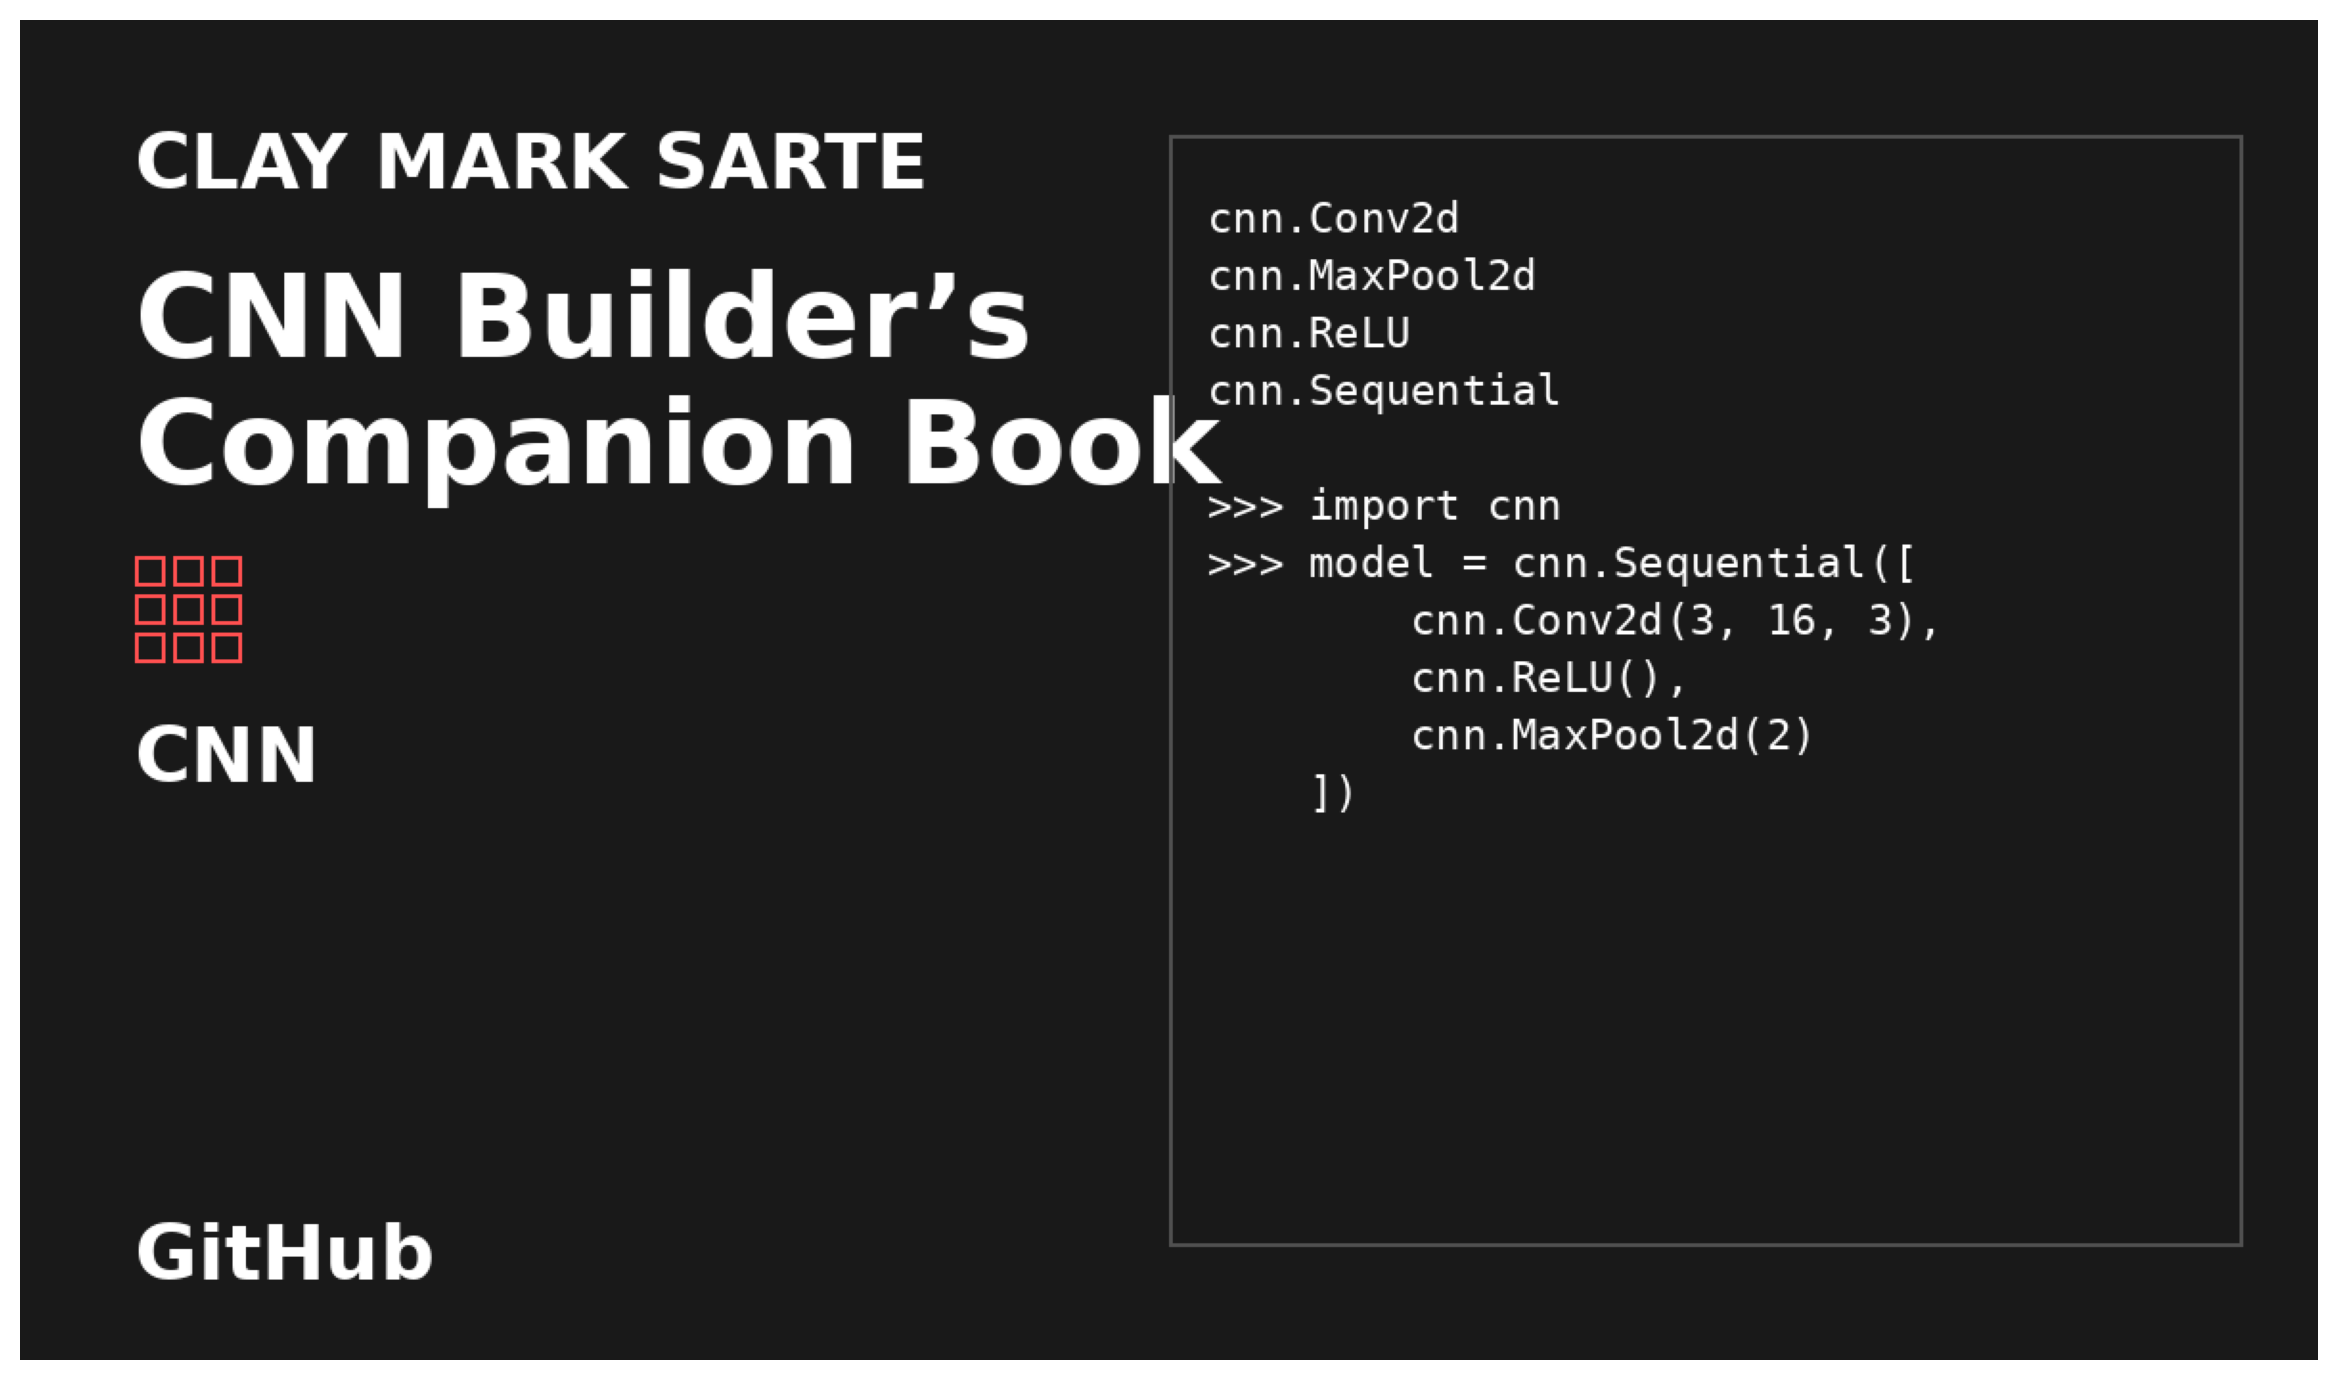 CLAY MARK SARTE
CNN Builder’s
Companion Book
CNN
GitHub
cnn.Conv2d
cnn.MaxPool2d
cnn.ReLU
cnn.Sequential
>>> import cnn
>>> model = cnn.Sequential([
        cnn.Conv2d(3, 16, 3),
        cnn.ReLU(),
        cnn.MaxPool2d(2)
    ])